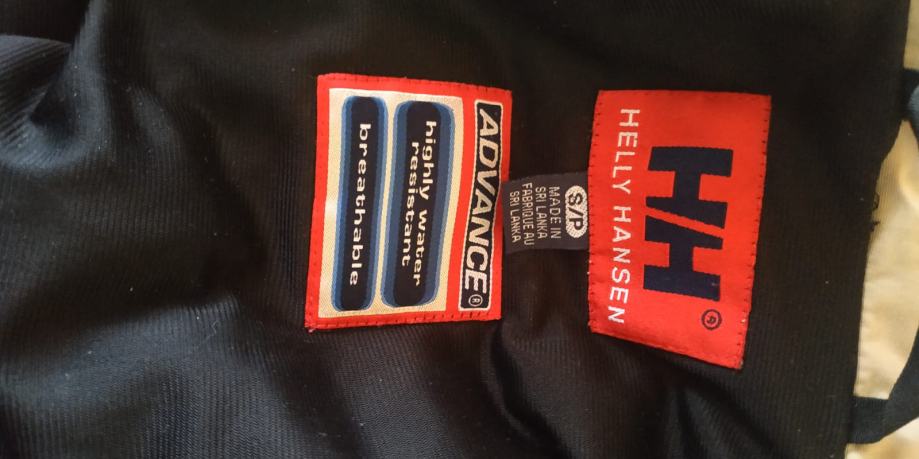 HH®
HELLY HANSEN
S/P
MADE IN
SRI LANKA
FABRIQUE AU
SRI LANKA
ADVANCE®
highly water
resistant
breathable